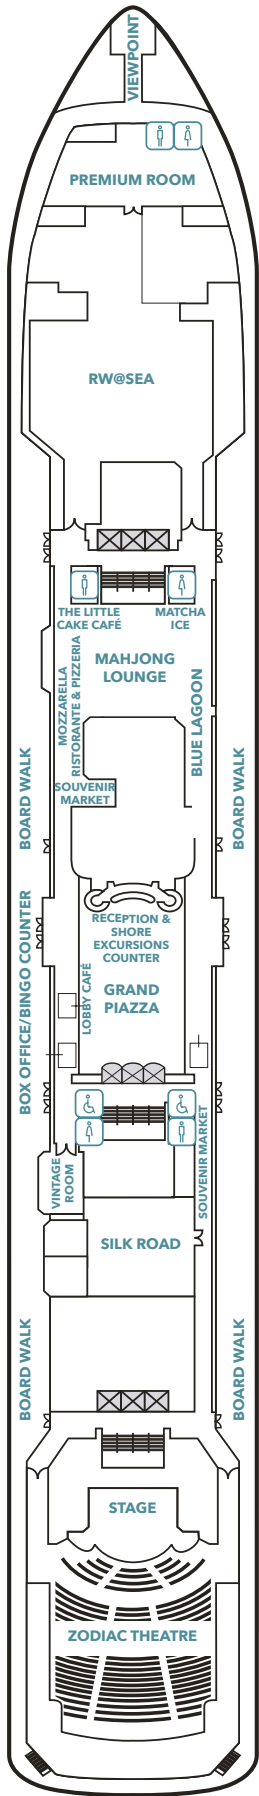 VIEWPOINT
PREMIUM ROOM
RW@SEA
THE LITTLE
CAKE CAFÉ
MATCHA
ICE
MAHJONG
LOUNGE
MOZZARELLA
RISTORANTE & PIZZERIA
BLUE LAGOON
SOUVENIR
MARKET
BOARD WALK
BOARD WALK
RECEPTION &
SHORE
EXCURSIONS
COUNTER
GRAND
PIAZZA
LOBBY CAFÉ
BOX OFFICE/BINGO COUNTER
SOUVENIR MARKET
VINTAGE
ROOM
SILK ROAD
BOARD WALK
BOARD WALK
STAGE
ZODIAC THEATRE